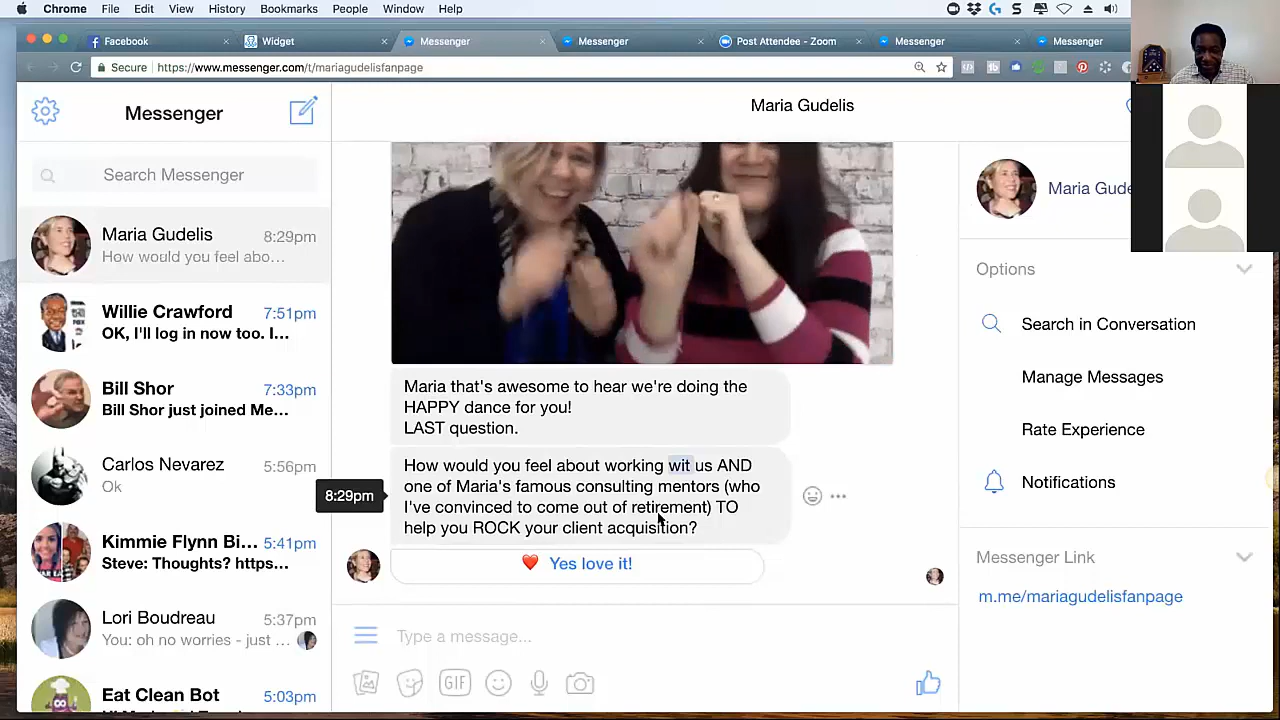 Chrome File Edit View History Bookmarks People Window Help
Facebook Widget Messenger Messenger Post Attendee - Zoom Messenger Messenger
Secure https://www.messenger.com/t/mariagudelisfanpage
Messenger
Search Messenger
Maria Gudelis 8:29pm
How would you feel abo...
Willie Crawford 7:51pm
OK, I'll log in now too. I...
Bill Shor 7:33pm
Bill Shor just joined Me...
Carlos Nevarez 5:56pm
Ok
Kimmie Flynn Bi... 5:41pm
Steve: Thoughts? https...
Lori Boudreau 5:37pm
You: oh no worries - just ...
Eat Clean Bot 5:03pm
Maria Gudelis
Maria that's awesome to hear we're doing the
HAPPY dance for you!
LAST question.
How would you feel about working wit us AND
one of Maria's famous consulting mentors (who
I've convinced to come out of retirement) TO
help you ROCK your client acquisition?
8:29pm
Yes love it!
Type a message...
GIF
Maria Gude
Options
Search in Conversation
Manage Messages
Rate Experience
Notifications
Messenger Link
m.me/mariagudelisfanpage